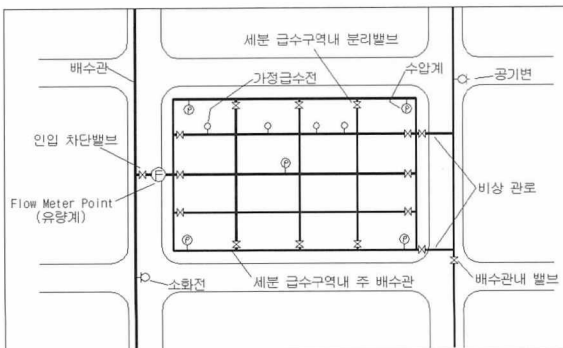 세분 급수구역내 분리밸브
배수관
가정급수전
수압계
공기변
인입 차단밸브
P
P
P
F
Flow Meter Point
(유량계)
비상 관로
P
P
소화전
세분 급수구역내 주 배수관
배수관내 밸브